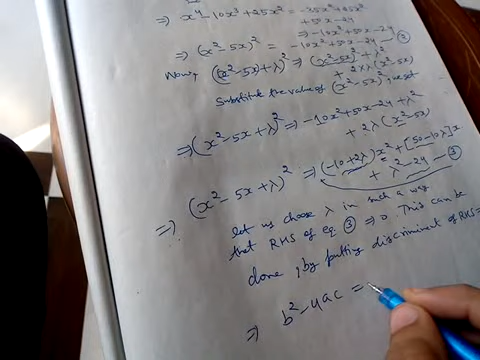 ⇒ x⁴ - 10x³ + 25x² = -35x² + 25x²
+ 50x - 24
⇒ (x² - 5x)² = ⇒ -10x² + 50x - 24
-10x² + 50x - 24 — ②
Now, (x² - 5x + λ)² ⇒ (x² - 5x)² + λ²
+ 2×λ(x² - 5x)
Substitute the value of (x² - 5x)², we get
⇒ (x² - 5x + λ)² ⇒ -10x² + 50x - 24 + λ²
+ 2λ(x² - 5x)
⇒ (x² - 5x + λ)² ⇒ (-10 + 2λ)x² + [50 - 10λ]x
+ λ² - 24 — ③
let us choose λ in such a way
that RHS of eq ③ ⇒ 0. This can be
done, by putting discriminant of RHS =
⇒ b² - 4ac =